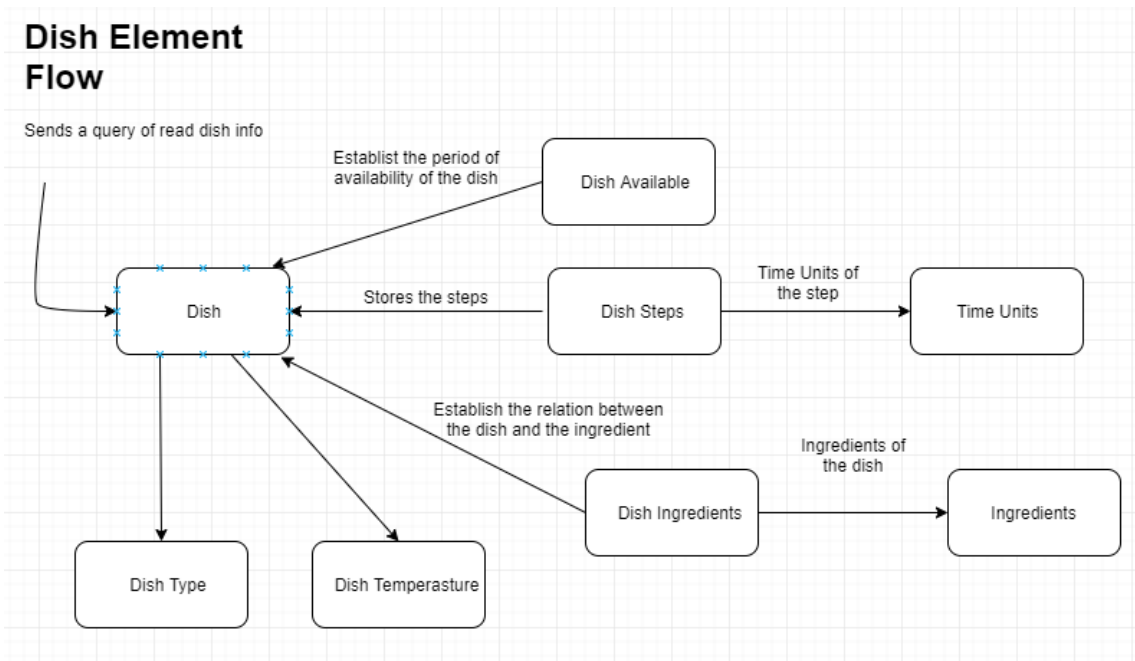 Dish Element
Flow
Sends a query of read dish info
Establist the period of
availability of the dish
Dish Available
Dish
Stores the steps
Dish Steps
Time Units of
the step
Time Units
Establish the relation between
the dish and the ingredient
Ingredients of
the dish
Dish Ingredients
Ingredients
Dish Type
Dish Temperasture